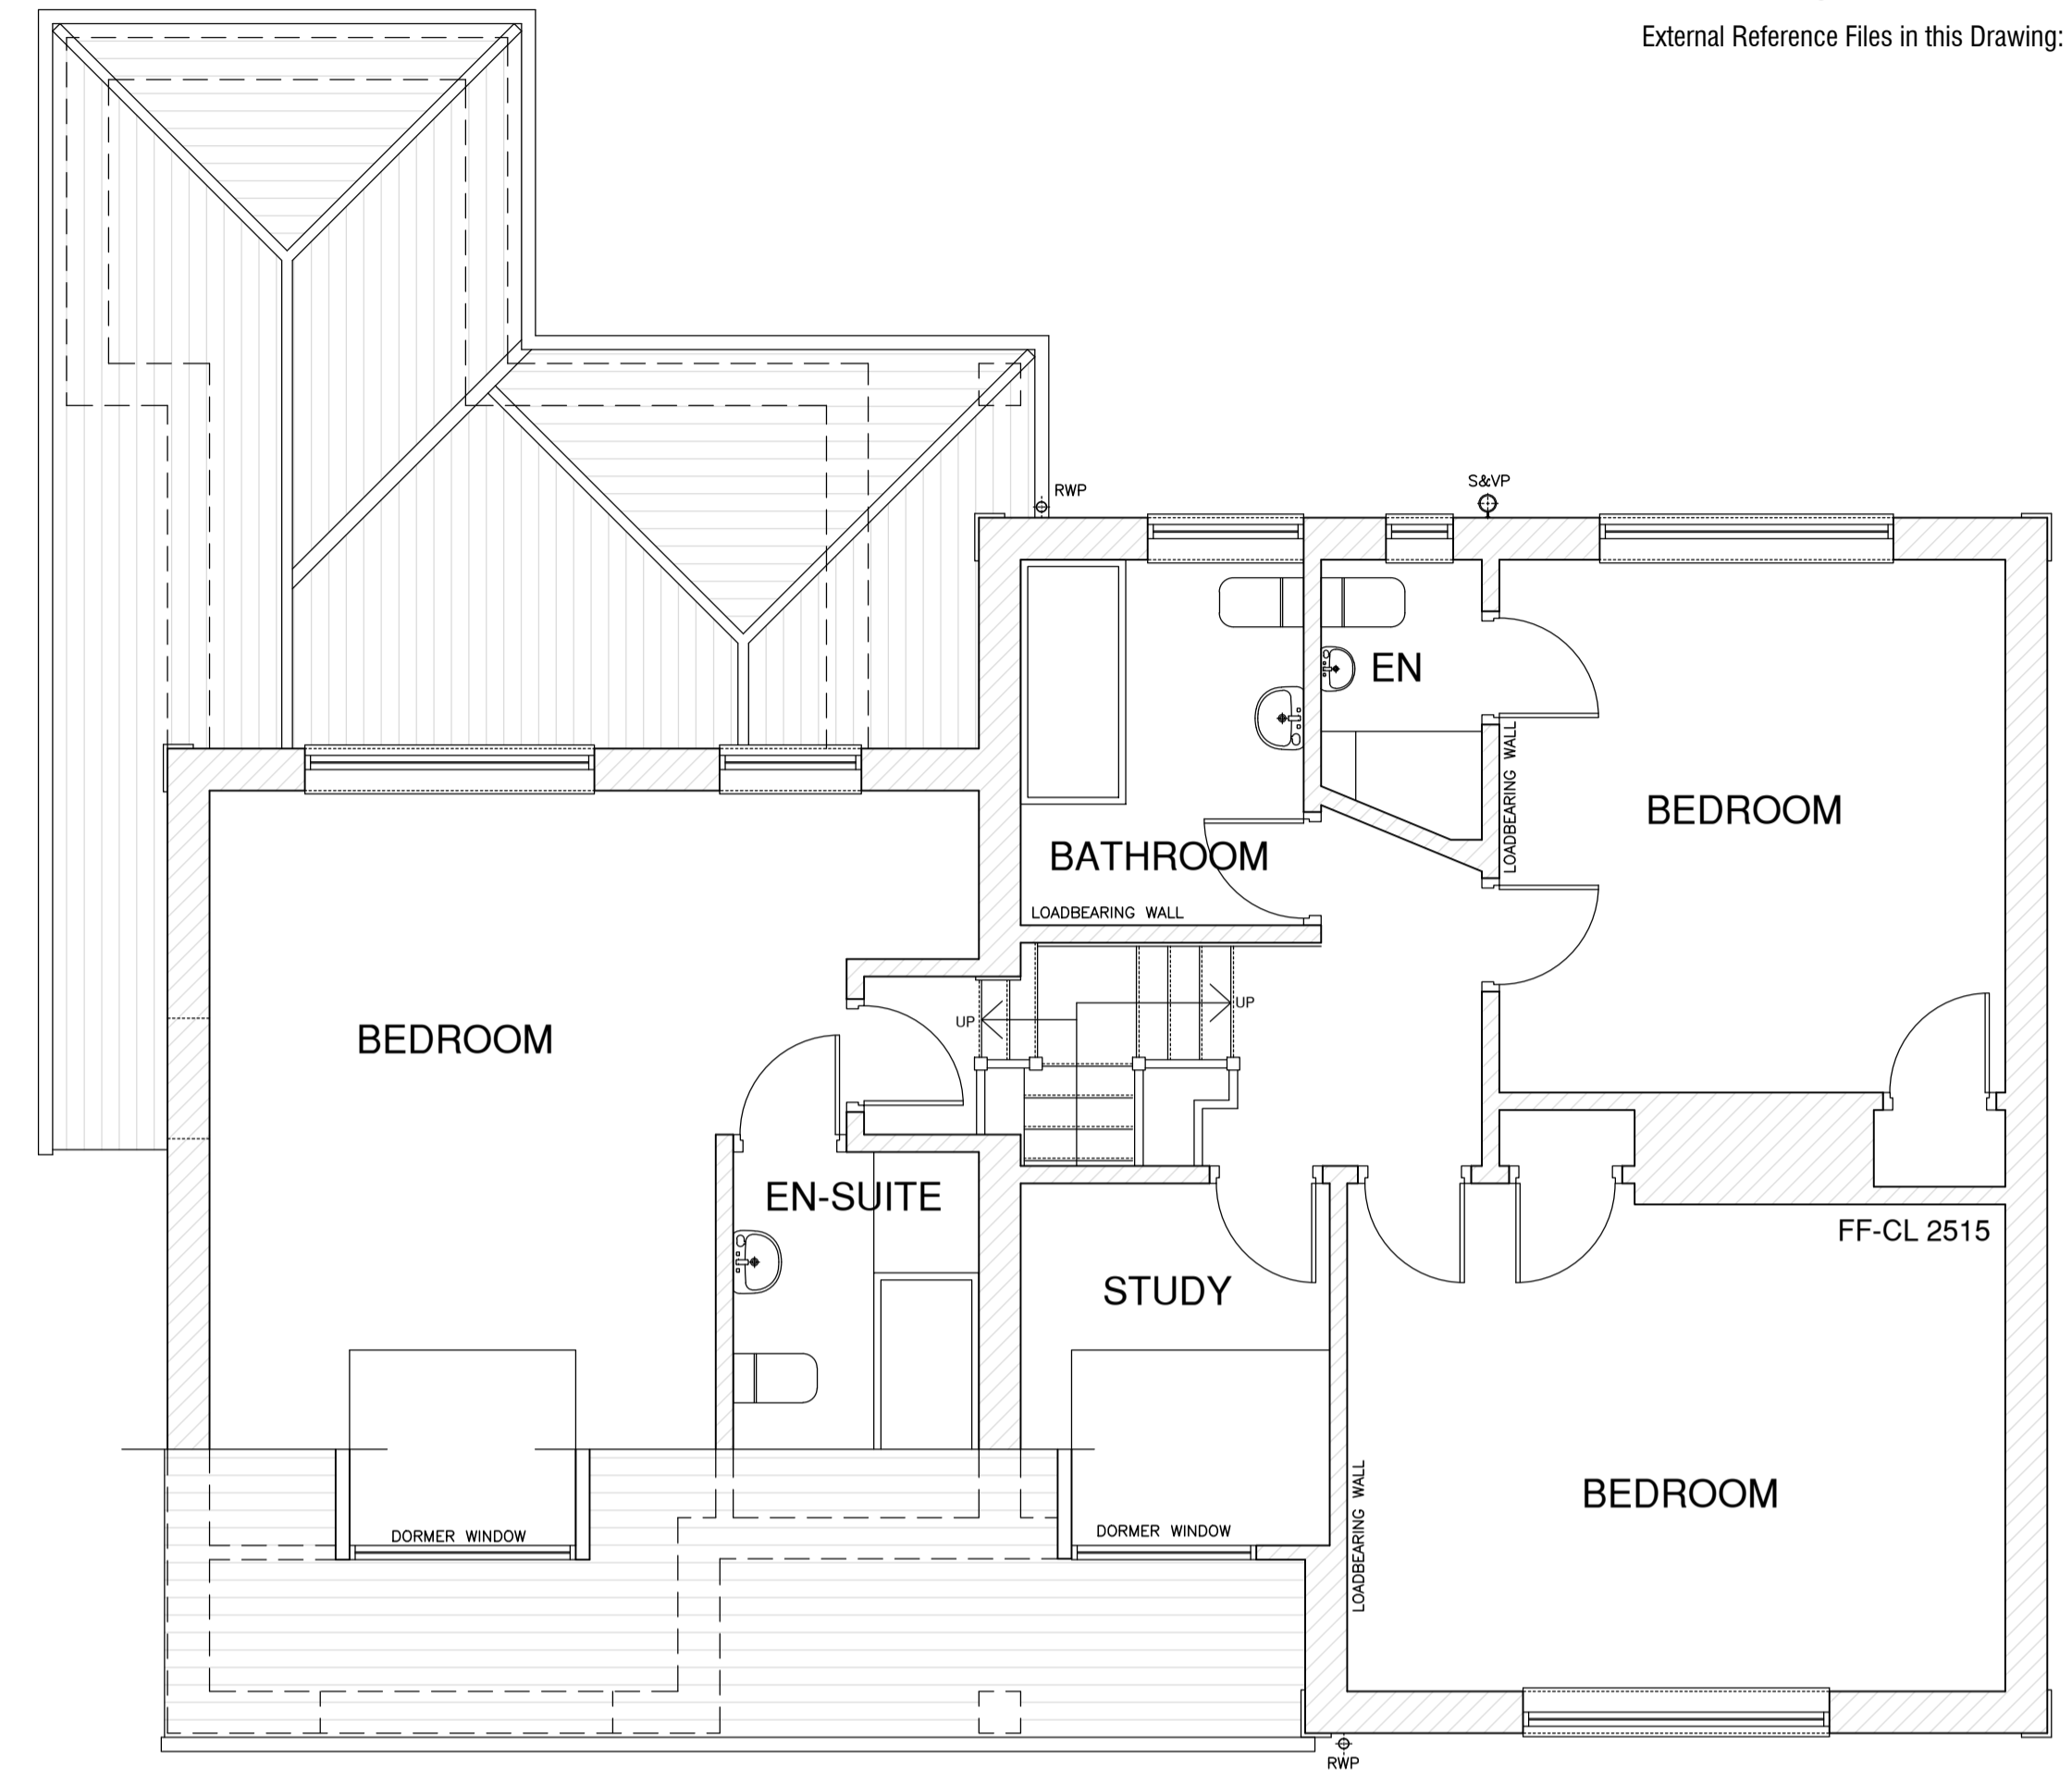 External Reference Files in this Drawing:
S&VP
RWP
EN
LOADBEARING WALL
BEDROOM
BATHROOM
LOADBEARING WALL
UP
UP
BEDROOM
EN-SUITE
FF-CL 2515
STUDY
BEDROOM
LOADBEARING WALL
DORMER WINDOW
DORMER WINDOW
RWP